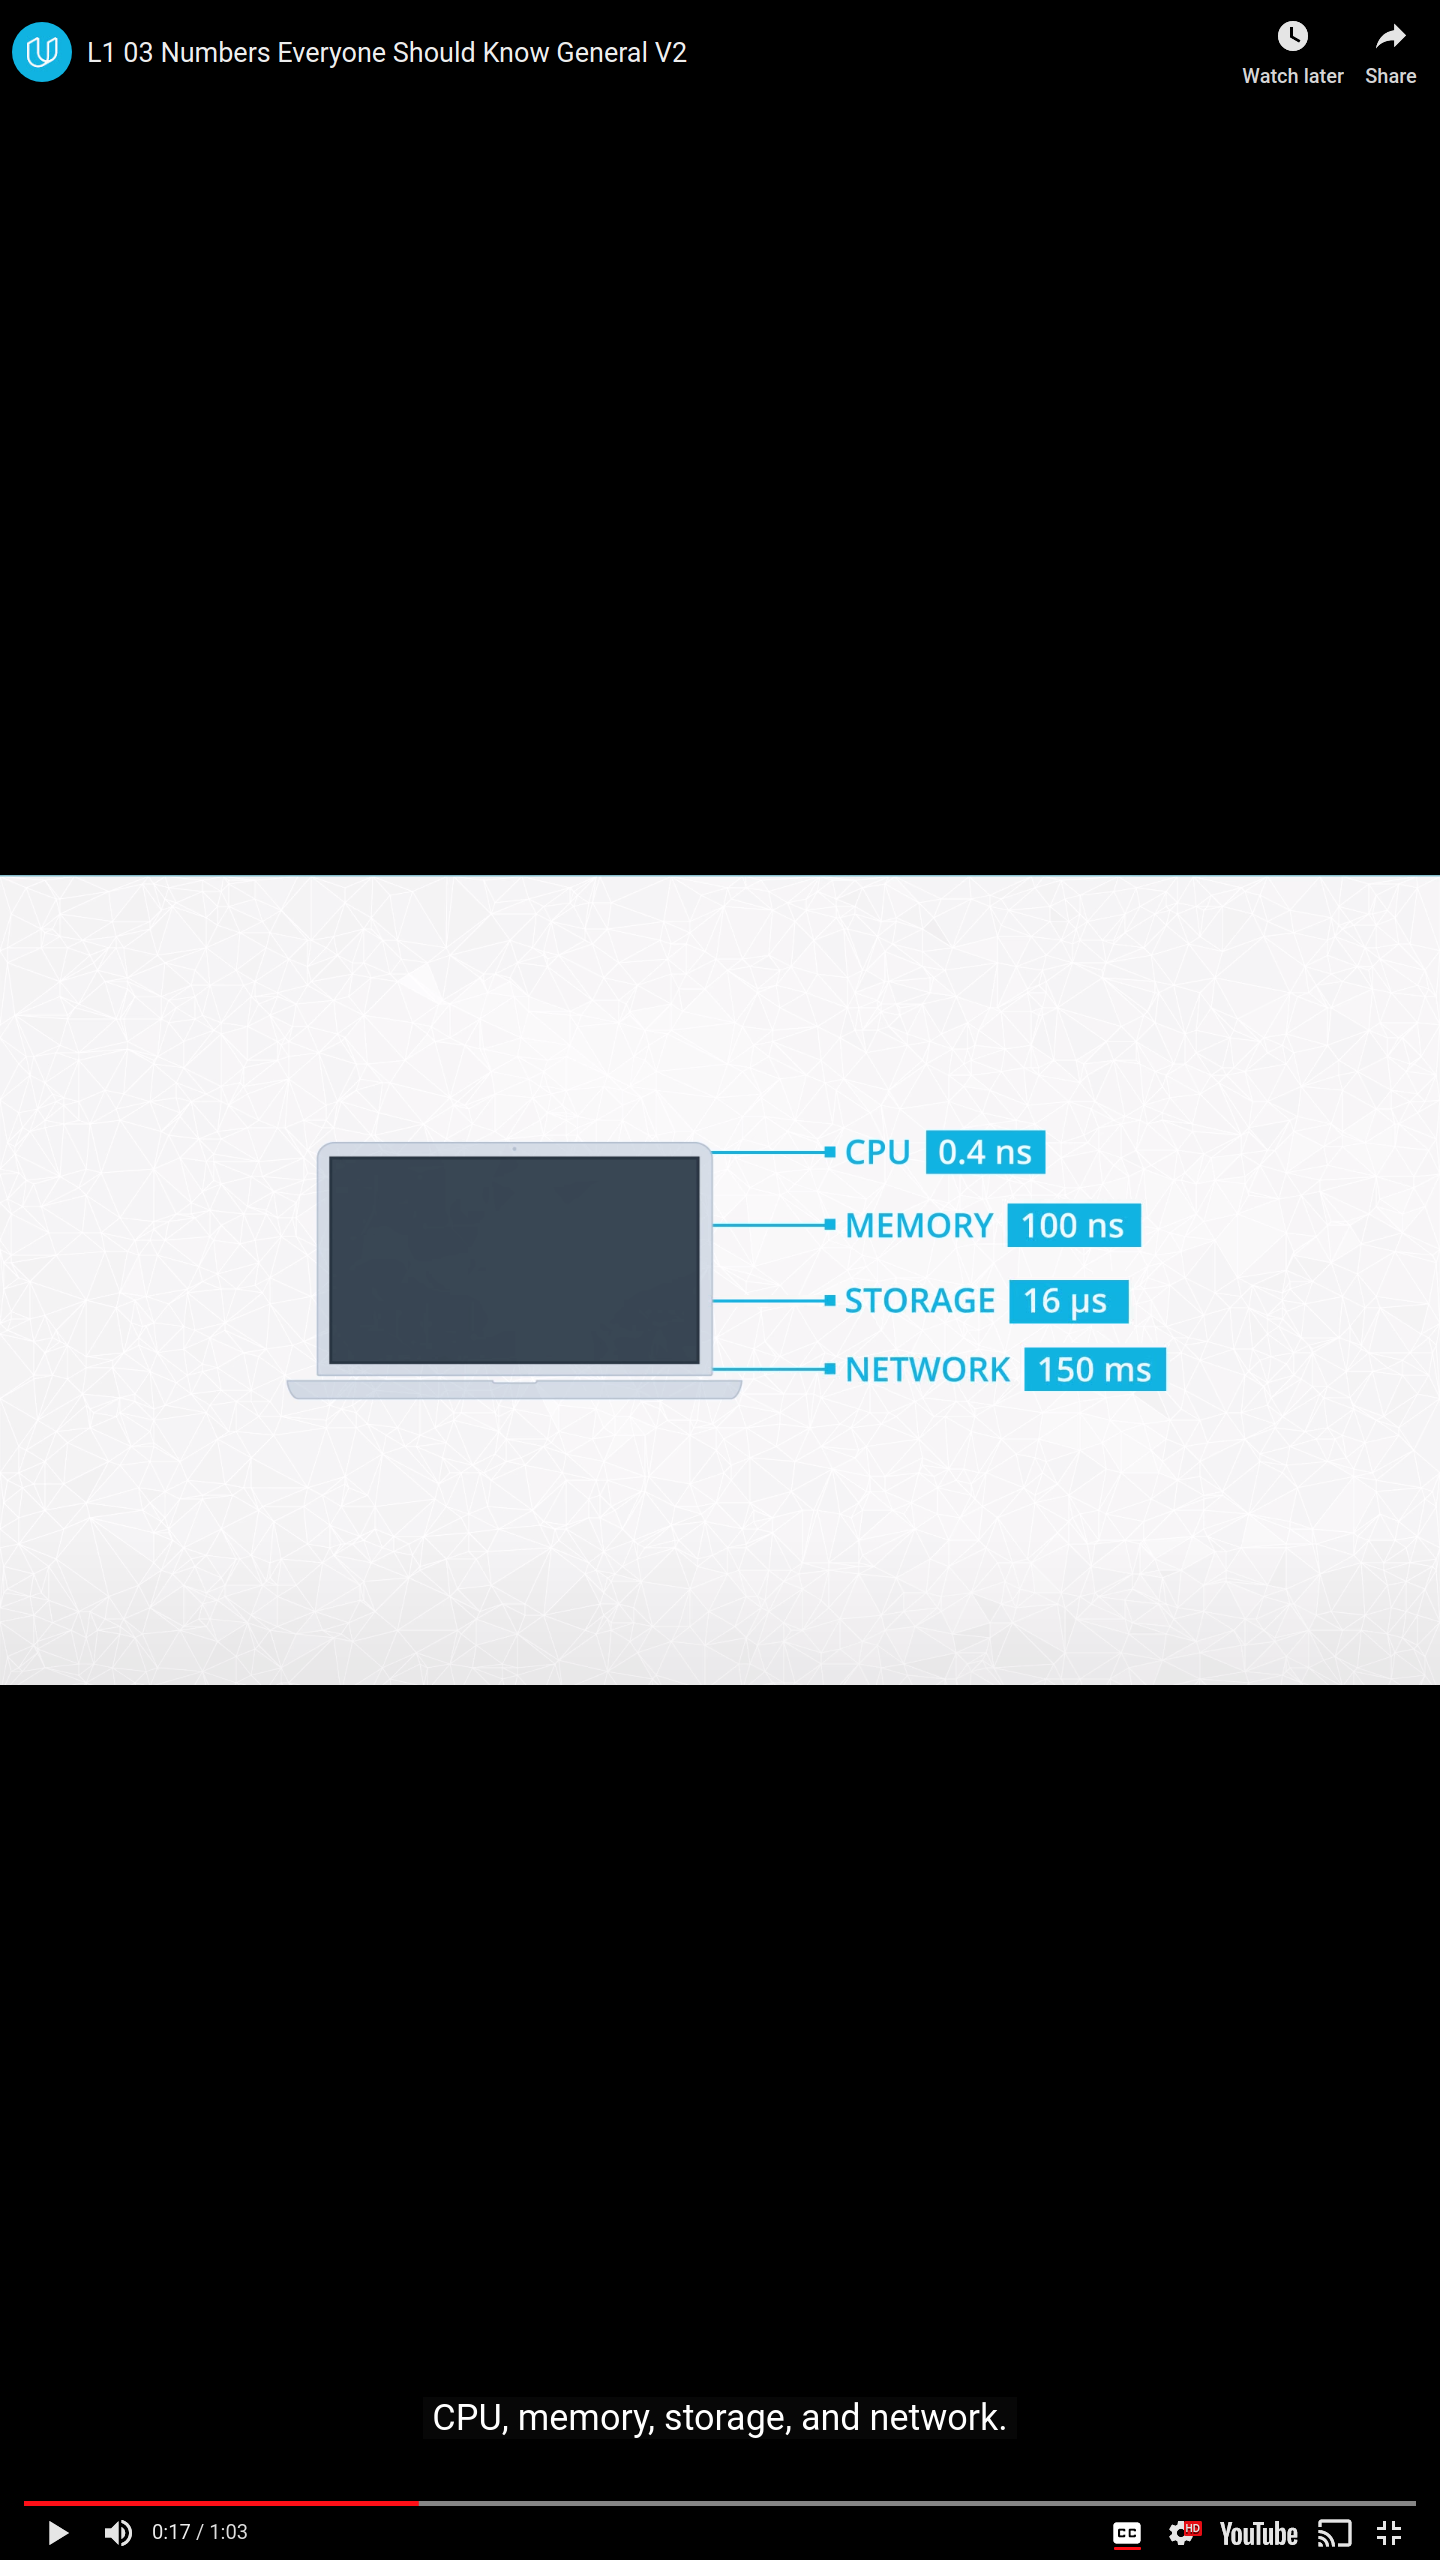 L1 03 Numbers Everyone Should Know General V2
Watch later
Share
CPU 0.4 ns
MEMORY 100 ns
STORAGE 16 μs
NETWORK 150 ms
CPU, memory, storage, and network.
0:17 / 1:03
CC
HD
YouTube